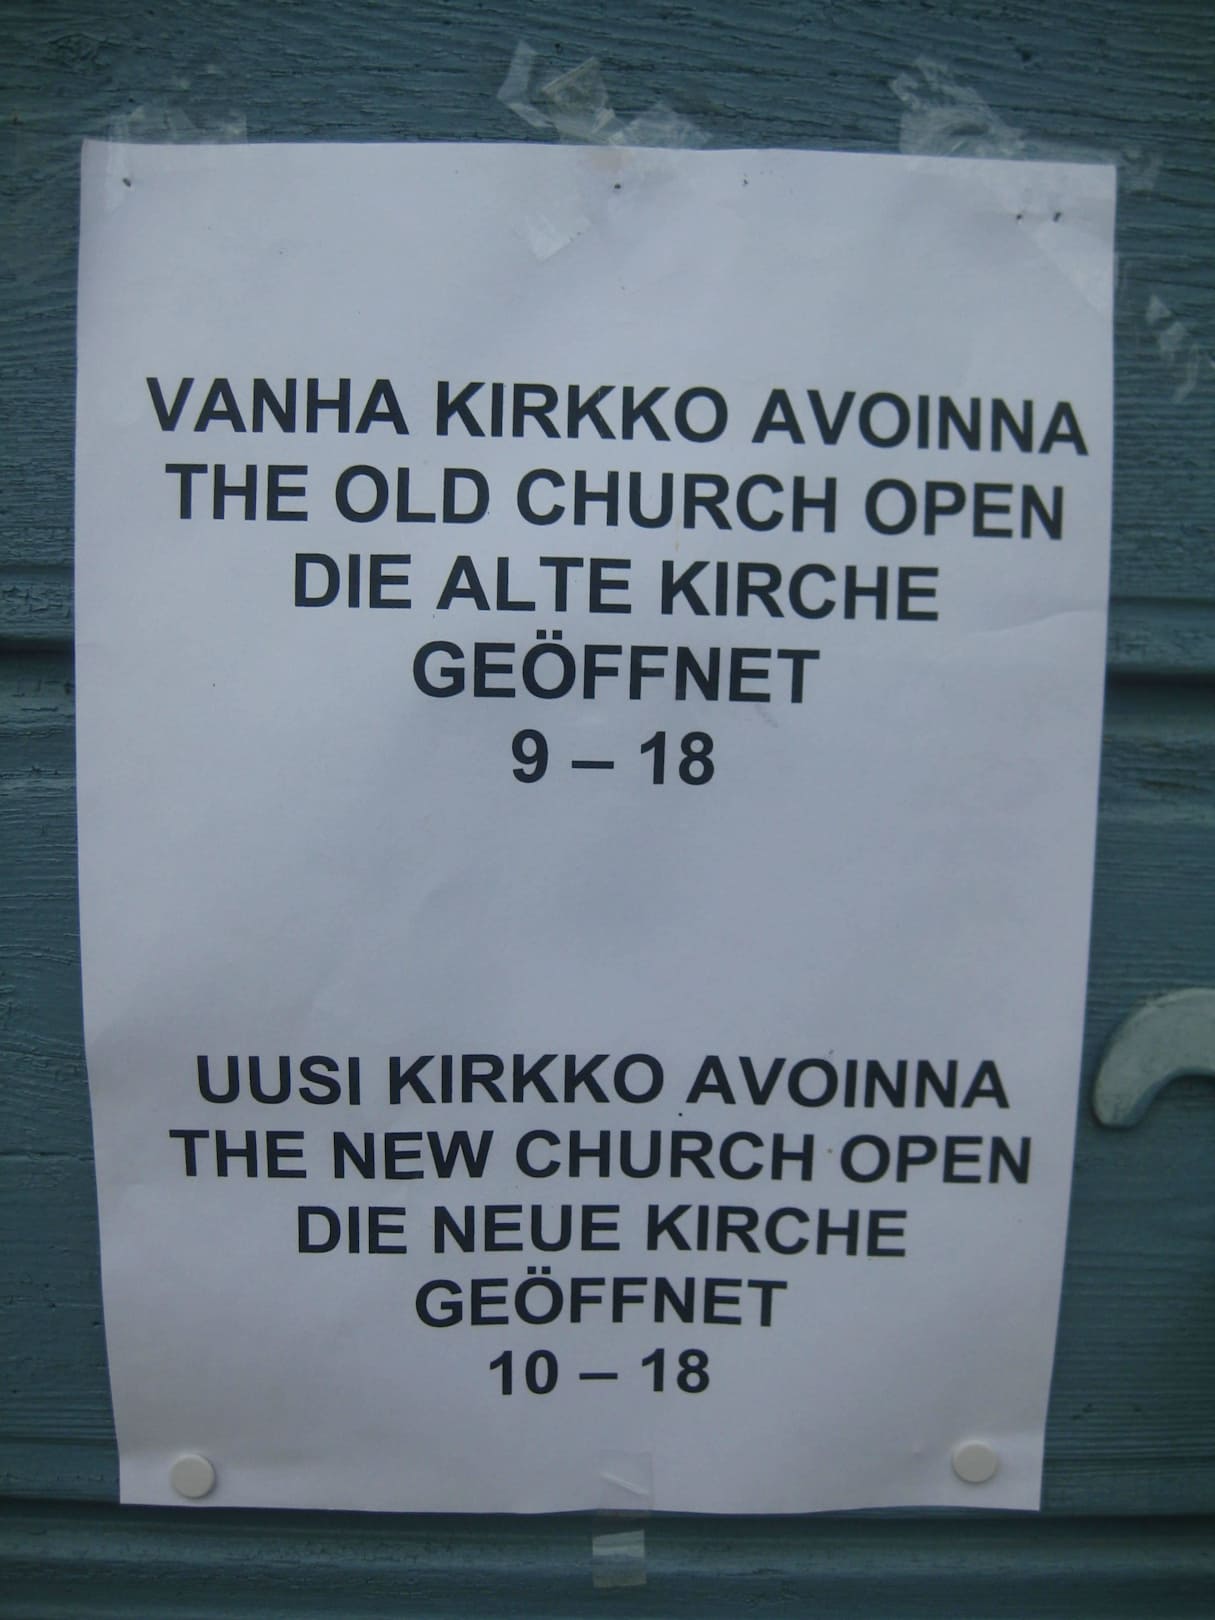 VANHA KIRKKO AVOINNA
THE OLD CHURCH OPEN
DIE ALTE KIRCHE
GEÖFFNET
9 – 18
UUSI KIRKKO AVOINNA
THE NEW CHURCH OPEN
DIE NEUE KIRCHE
GEÖFFNET
10 – 18